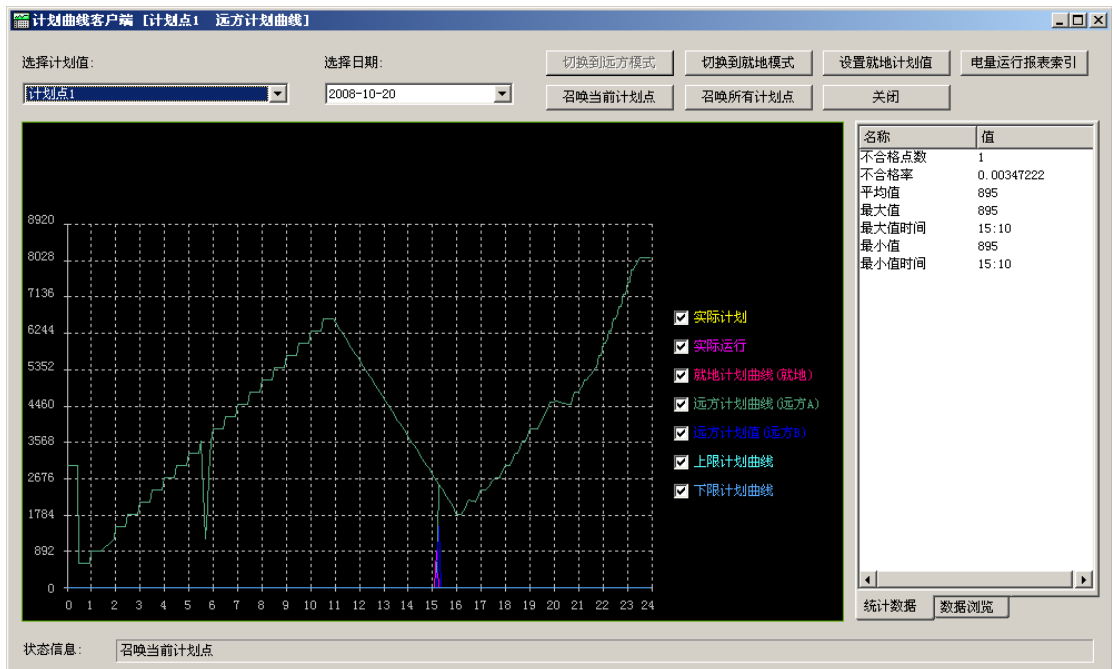 计划曲线客户端 [计划点1  远方计划曲线]
选择计划值:
选择日期:
切换到远方模式
切换到就地模式
设置就地计划值
电量运行报表索引
计划点1
2008-10-20
召唤当前计划点
召唤所有计划点
关闭
名称 值
不合格点数 1
不合格率 0.00347222
平均值 895
最大值 895
最大值时间 15:10
最小值 895
最小值时间 15:10
8920
8028
7136
6244
5352
4460
3568
2676
1784
892
0
0 1 2 3 4 5 6 7 8 9 10 11 12 13 14 15 16 17 18 19 20 21 22 23 24
实际计划
实际运行
就地计划曲线(就地)
远方计划曲线(远方A)
远方计划值(远方B)
上限计划曲线
下限计划曲线
统计数据 数据浏览
状态信息: 召唤当前计划点